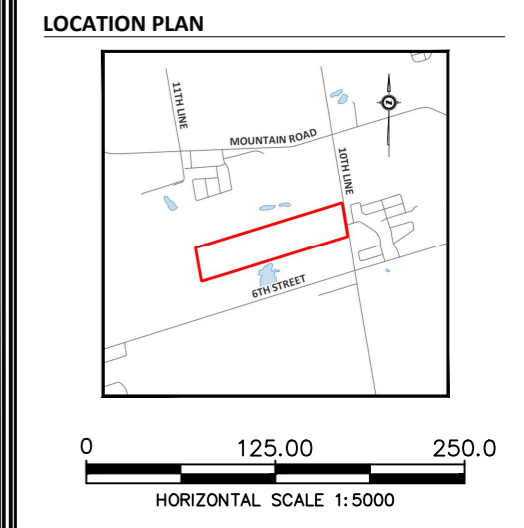 LOCATION PLAN
11TH LINE
MOUNTAIN ROAD
10TH LINE
6TH STREET
0 125.00 250.0
HORIZONTAL SCALE 1:5000